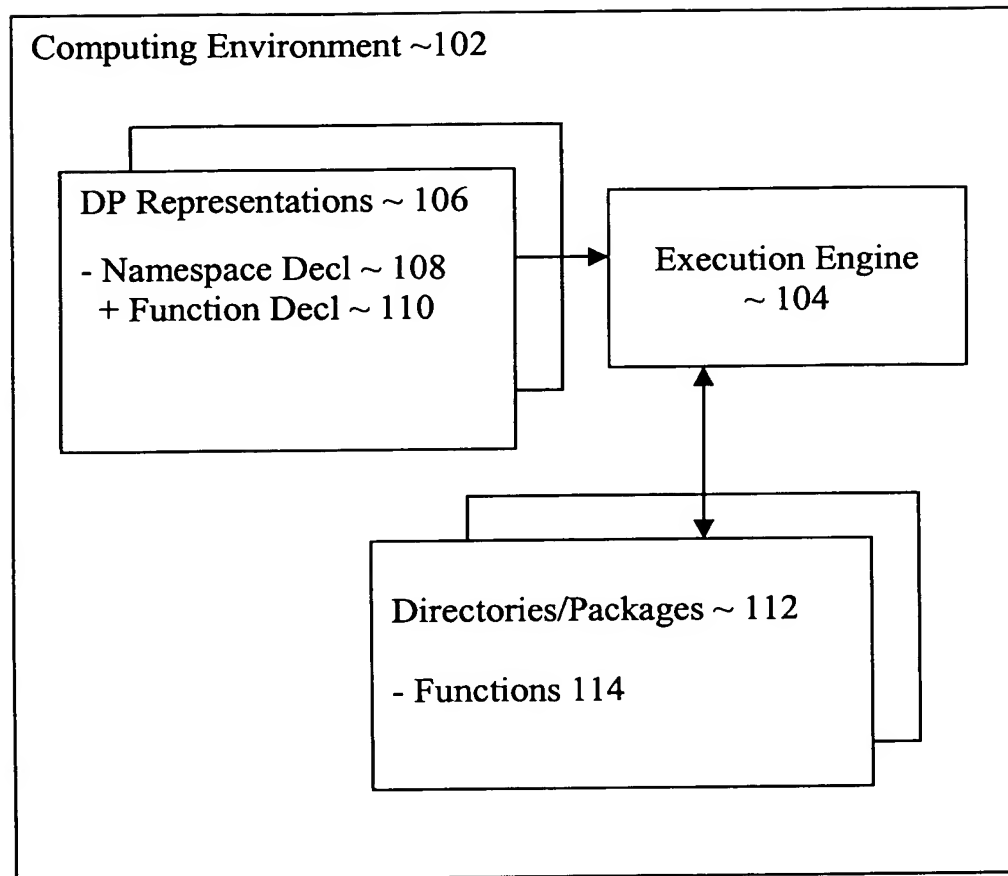 Computing Environment ~102
DP Representations ~ 106
- Namespace Decl ~ 108
+ Function Decl ~ 110
Execution Engine
~ 104
Directories/Packages ~ 112
- Functions 114